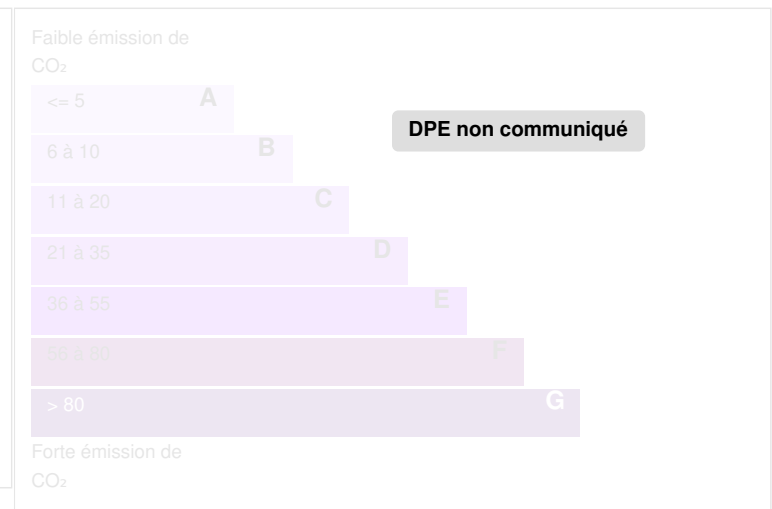 Faible émission de
CO₂
<= 5 A
DPE non communiqué
6 à 10 B
11 à 20 C
21 à 35 D
36 à 55 E
56 à 80 F
> 80 G
Forte émission de
CO₂